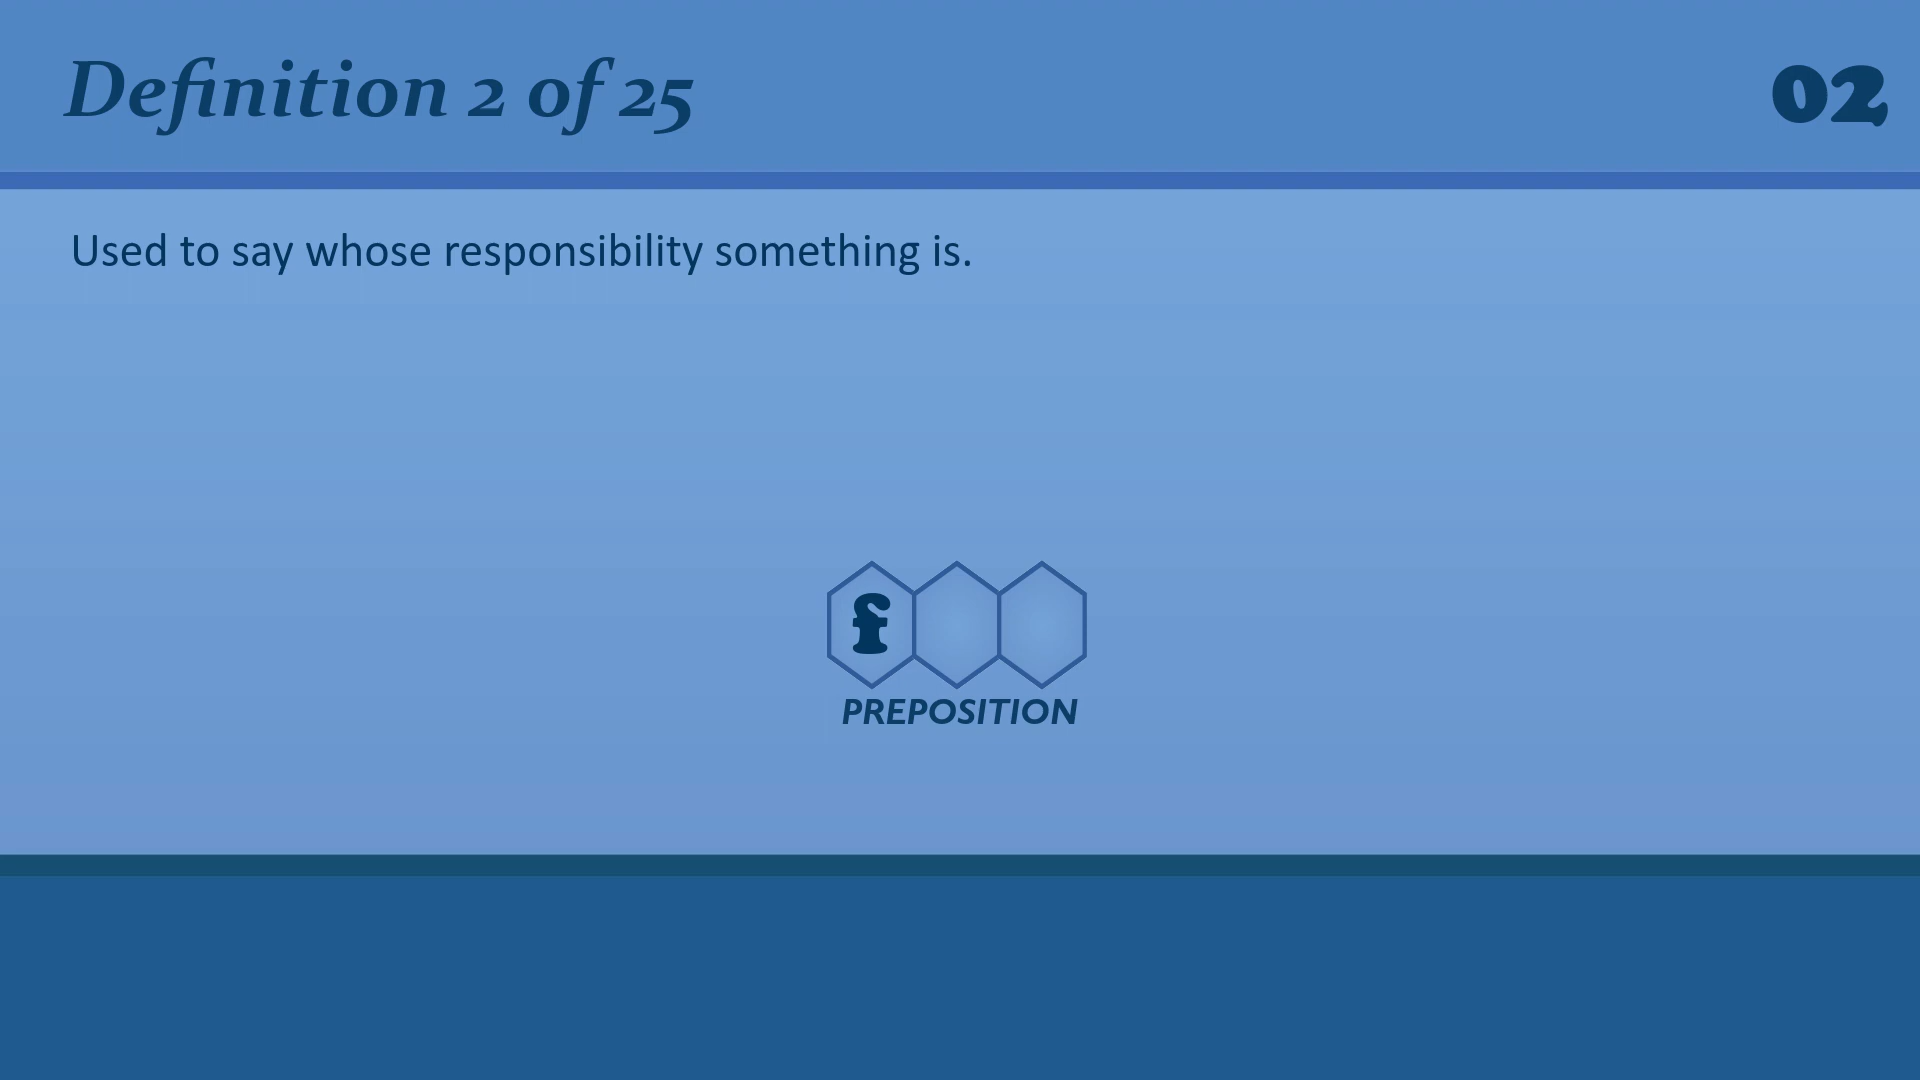 Definition 2 of 25
02
Used to say whose responsibility something is.
f
PREPOSITION